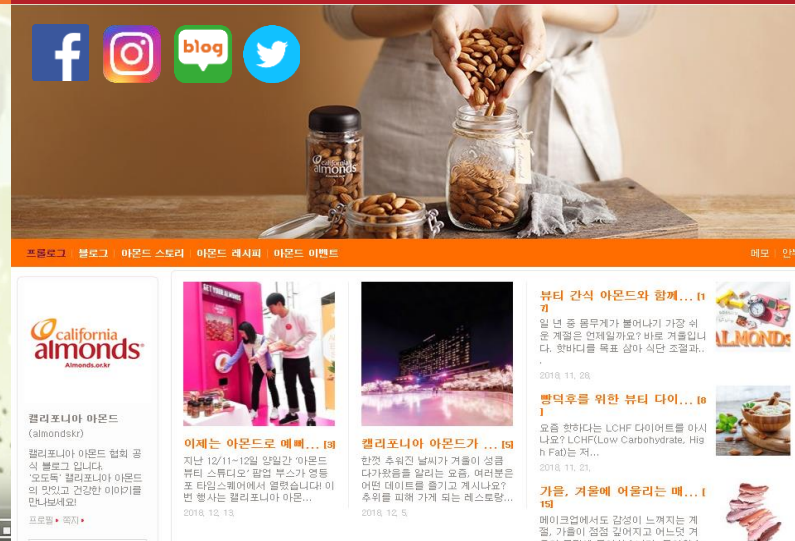 blog
california
almonds
프롤로그 | 블로그 | 아몬드 스토리 | 아몬드 레시피 | 아몬드 이벤트
메모 | 안부
california
almonds
Almonds.or.kr
캘리포니아 아몬드
(almondskr)
캘리포니아 아몬드 협회 공
식 블로그 입니다.
'오도독' 캘리포니아 아몬드
의 맛있고 건강한 이야기를
만나보세요!
프로필 쪽지
GET YOUR ALMONDS
이제는 아몬드로 예뻐... [3]
지난 12/11~12일 양일간 '아몬드
뷰티 스튜디오' 팝업 부스가 영등
포 타임스퀘어에서 열렸습니다! 이
번 행사는 캘리포니아 아몬...
2018. 12. 13.
캘리포니아 아몬드가 ... [5]
한껏 추워진 날씨가 겨울이 성큼
다가왔음을 알리는 요즘, 여러분은
어떤 데이트를 즐기고 계시나요?
추위를 피해 가게 되는 레스토랑...
2018. 12. 5.
뷰티 간식 아몬드와 함께... [1
7]
일 년 중 몸무게가 불어나기 가장 쉬
운 계절은 언제일까요? 바로 겨울입니
다. 핫바디를 목표 삼아 식단 조절과..
.
2018. 11. 28.
ALMONDS
빵덕후를 위한 뷰티 다이... [8
]
요즘 핫하다는 LCHF 다이어트를 아시
나요? LCHF(Low Carbohydrate, Hig
h Fat)는 저...
2018. 11. 21.
가을, 겨울에 어울리는 매... [
15]
메이크업에서도 감성이 느껴지는 계
절, 가을이 점점 깊어지고 어느덧 겨